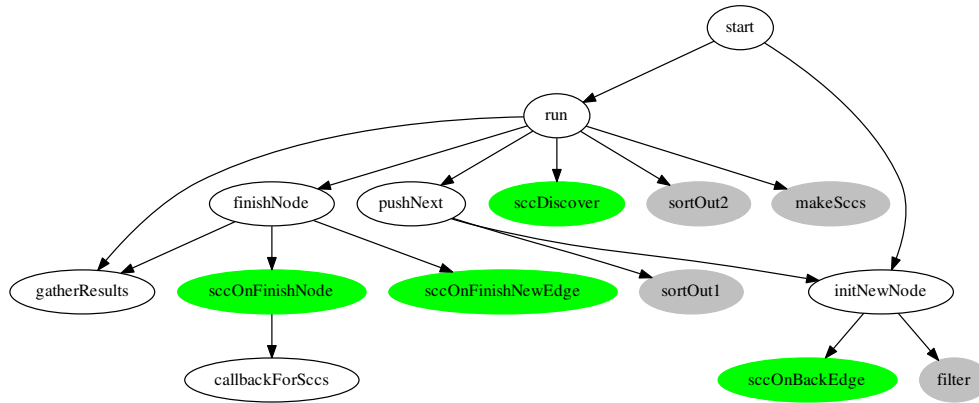 start
run
finishNode
pushNext
sccDiscover
sortOut2
makeSccs
gatherResults
sccOnFinishNode
sccOnFinishNewEdge
sortOut1
initNewNode
callbackForSccs
sccOnBackEdge
filter